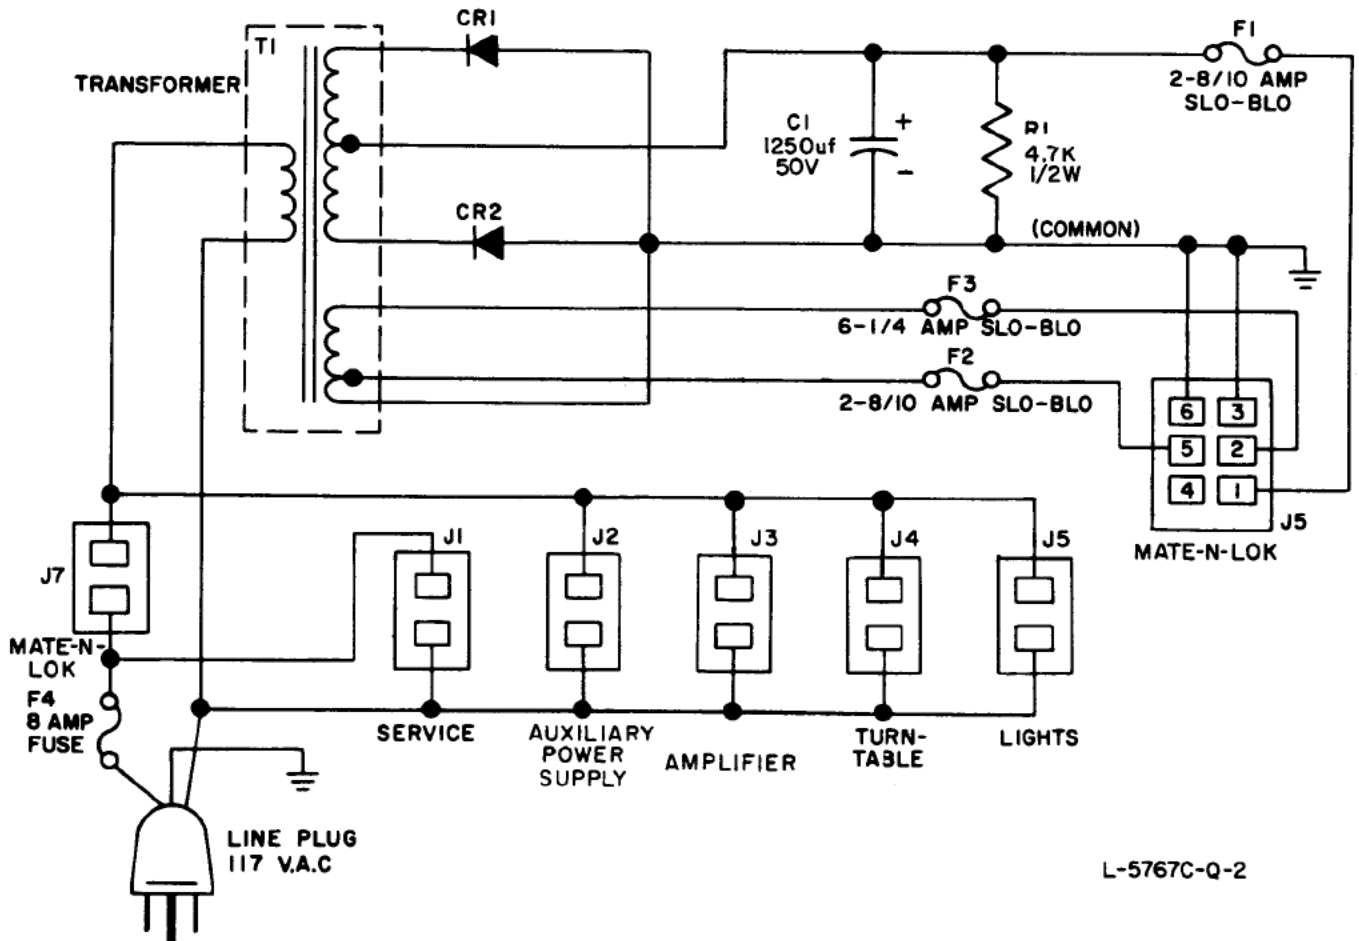 T1
TRANSFORMER
CR1
CR2
C1
1250uf
50V
+
-
R1
4.7K
1/2W
F1
2-8/10 AMP
SLO-BLO
(COMMON)
F3
6-1/4 AMP SLO-BLO
F2
2-8/10 AMP SLO-BLO
6 3
5 2
4 1
J5
MATE-N-LOK
J7
MATE-N-
LOK
F4
8 AMP
FUSE
J1
J2
J3
J4
J5
SERVICE
AUXILIARY
POWER
SUPPLY
AMPLIFIER
TURN-
TABLE
LIGHTS
LINE PLUG
117 V.A.C
L-5767C-Q-2